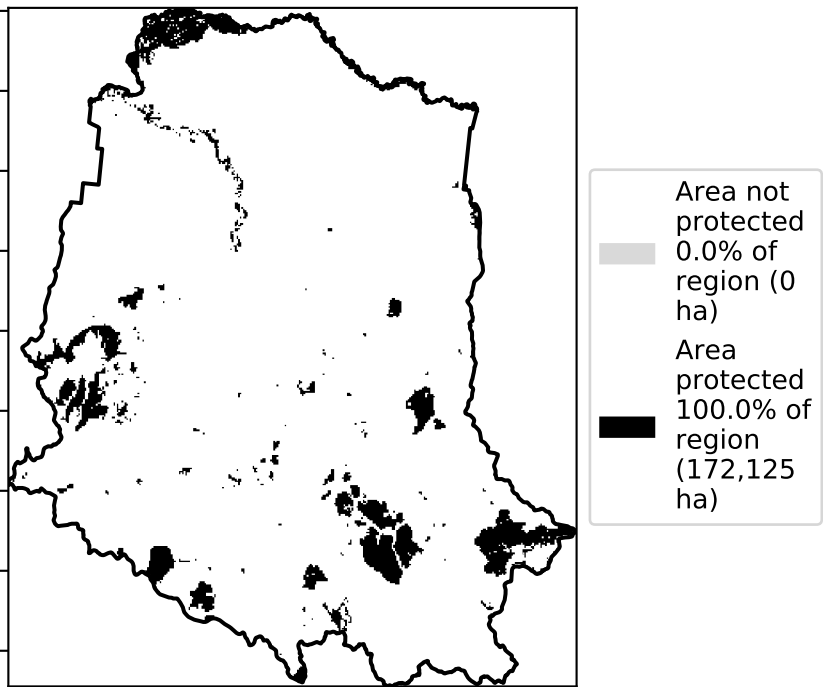 Area not
protected
0.0% of
region (0
ha)
Area
protected
100.0% of
region
(172,125
ha)